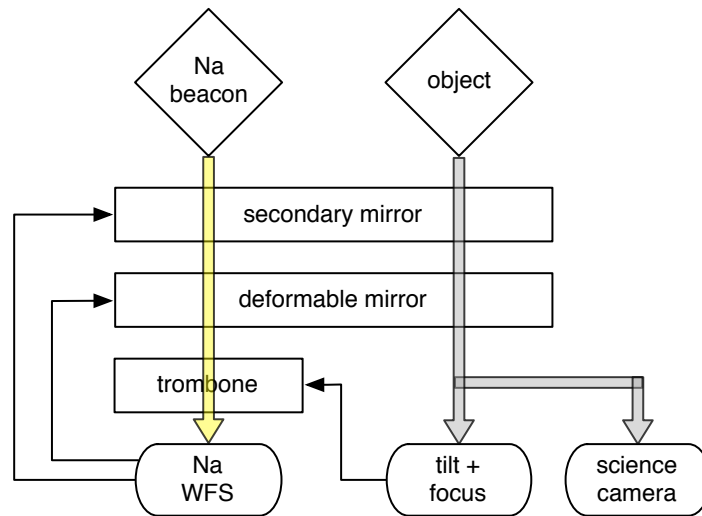 Na
beacon
object
secondary mirror
deformable mirror
trombone
Na
WFS
tilt +
focus
science
camera